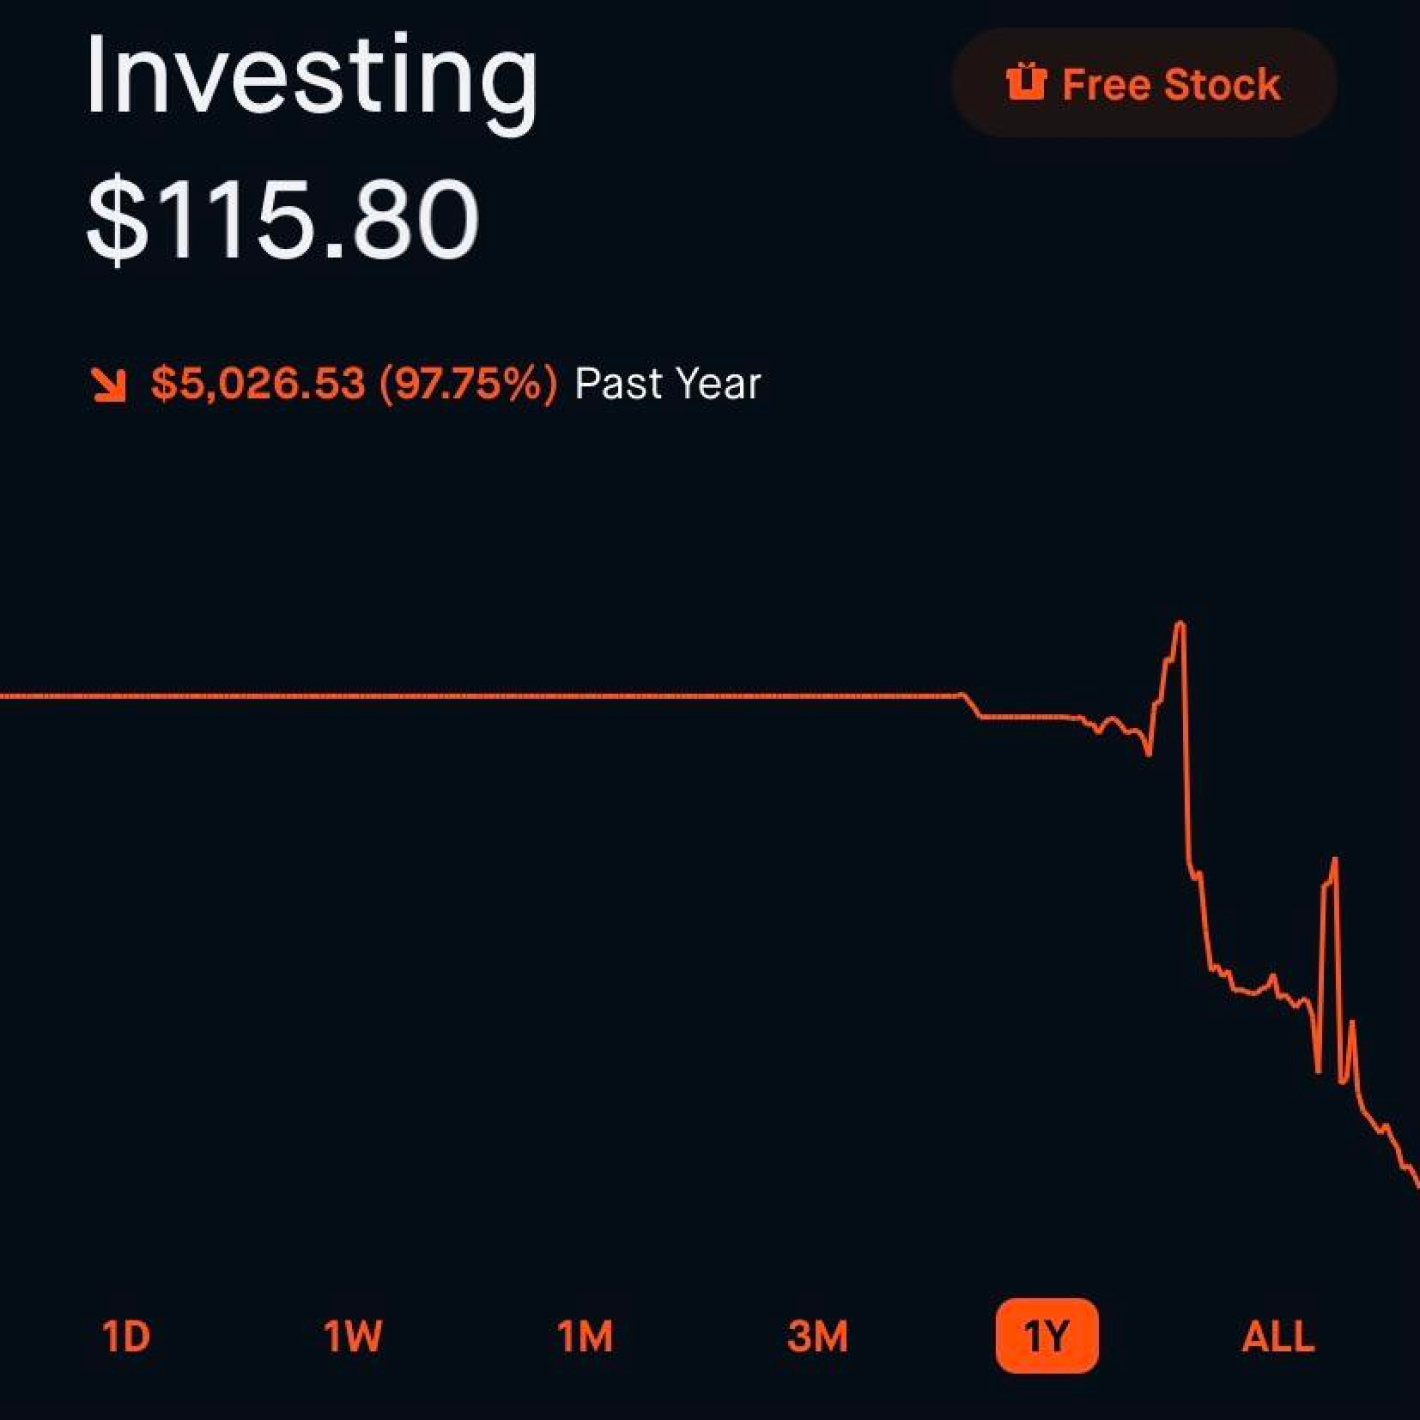 Investing
Free Stock
$115.80
$5,026.53 (97.75%) Past Year
1D 1W 1M 3M 1Y ALL